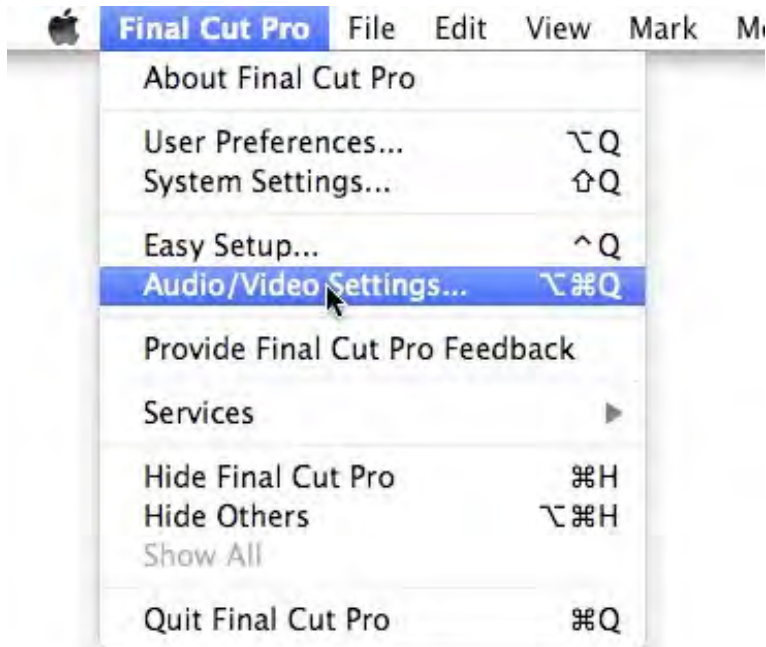 Final Cut Pro File Edit View Mark
About Final Cut Pro
User Preferences... ⌥Q
System Settings... ⇧Q
Easy Setup... ^Q
Audio/Video Settings... ⌥⌘Q
Provide Final Cut Pro Feedback
Services ▶
Hide Final Cut Pro ⌘H
Hide Others ⌥⌘H
Show All
Quit Final Cut Pro ⌘Q